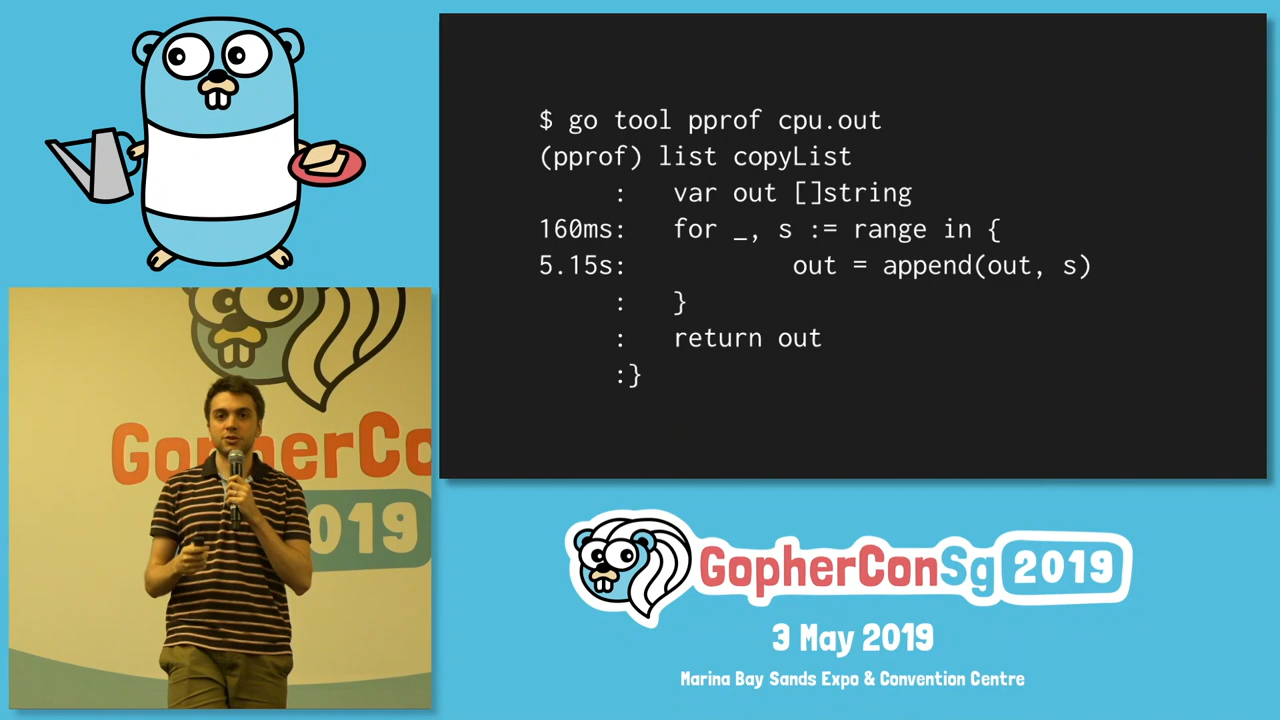 $ go tool pprof cpu.out
(pprof) list copyList
: var out []string
160ms: for _, s := range in {
5.15s: out = append(out, s)
: }
: return out
:}
GopherCo
2019
GopherConSg 2019
3 May 2019
Marina Bay Sands Expo & Convention Centre